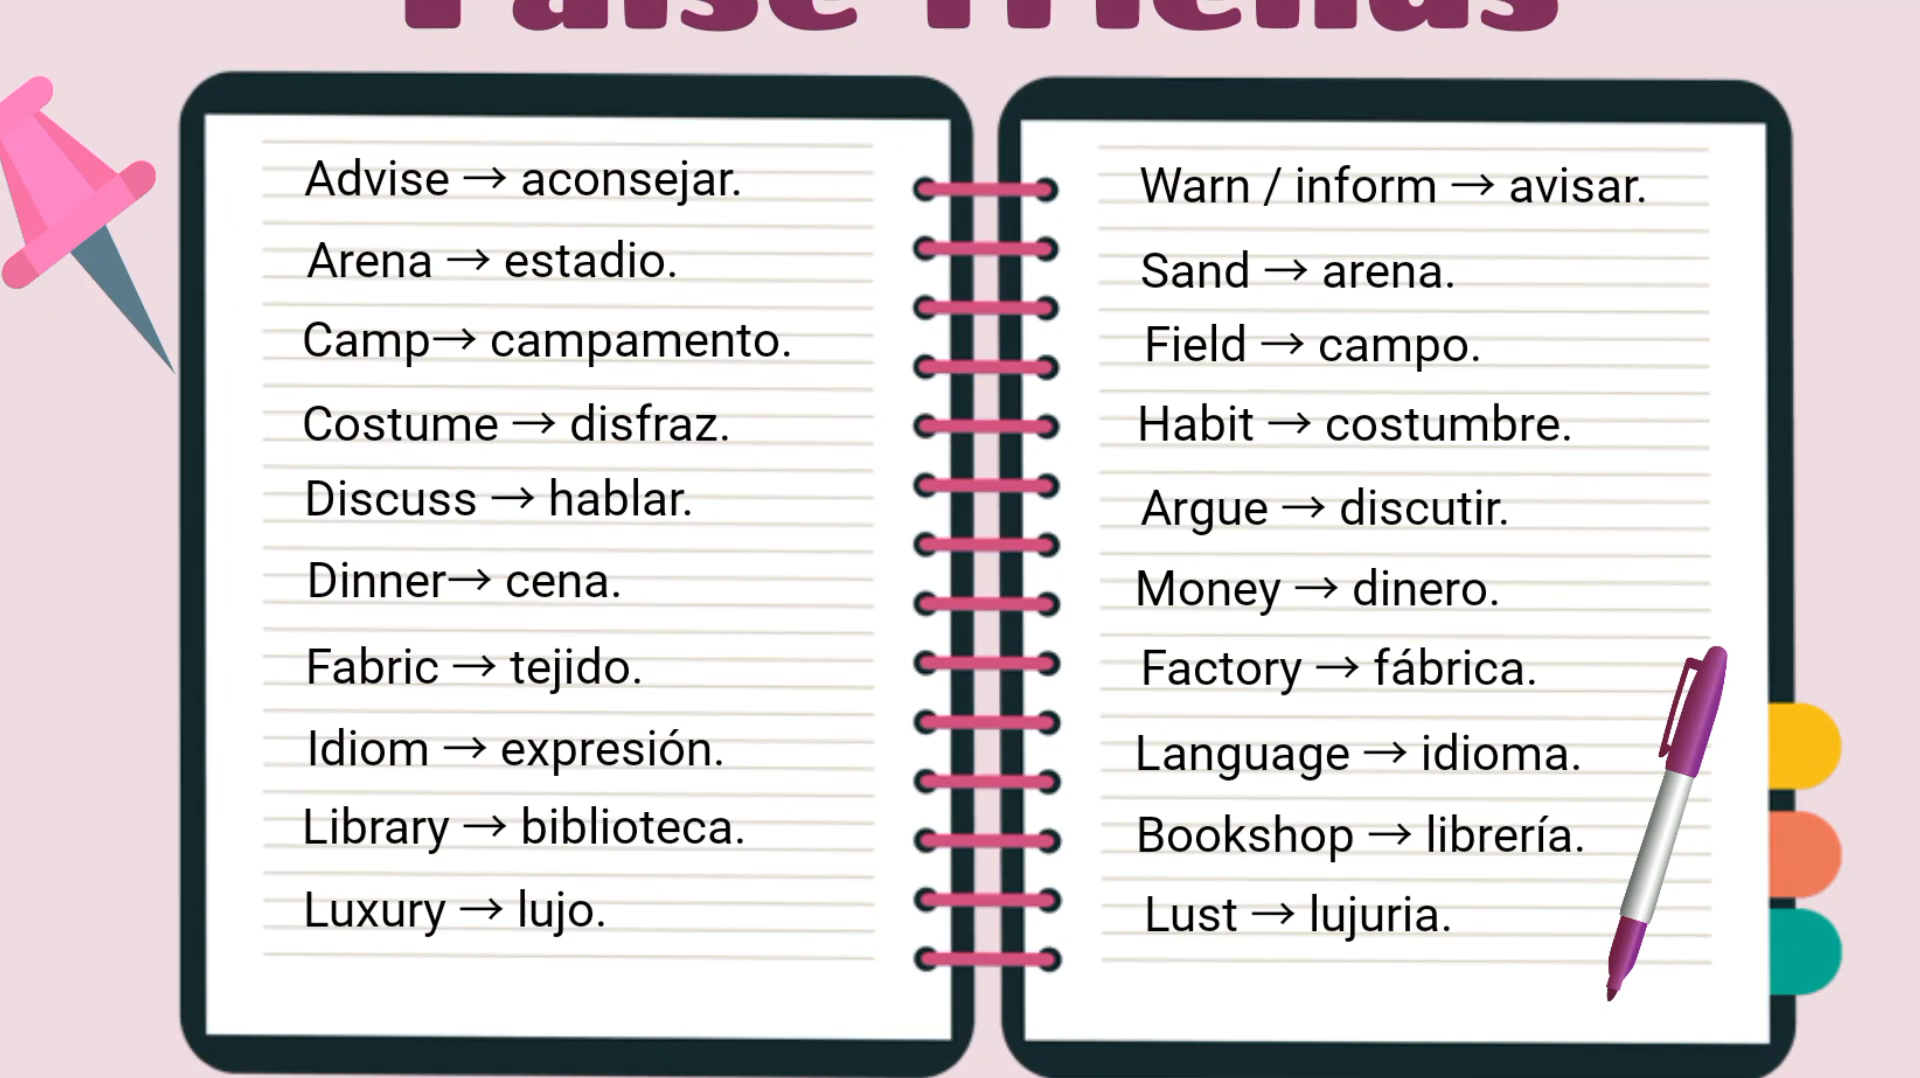 False friends
Advise → aconsejar.
Arena → estadio.
Camp→ campamento.
Costume → disfraz.
Discuss → hablar.
Dinner→ cena.
Fabric → tejido.
Idiom → expresión.
Library → biblioteca.
Luxury → lujo.
Warn / inform → avisar.
Sand → arena.
Field → campo.
Habit → costumbre.
Argue → discutir.
Money → dinero.
Factory → fábrica.
Language → idioma.
Bookshop → librería.
Lust → lujuria.